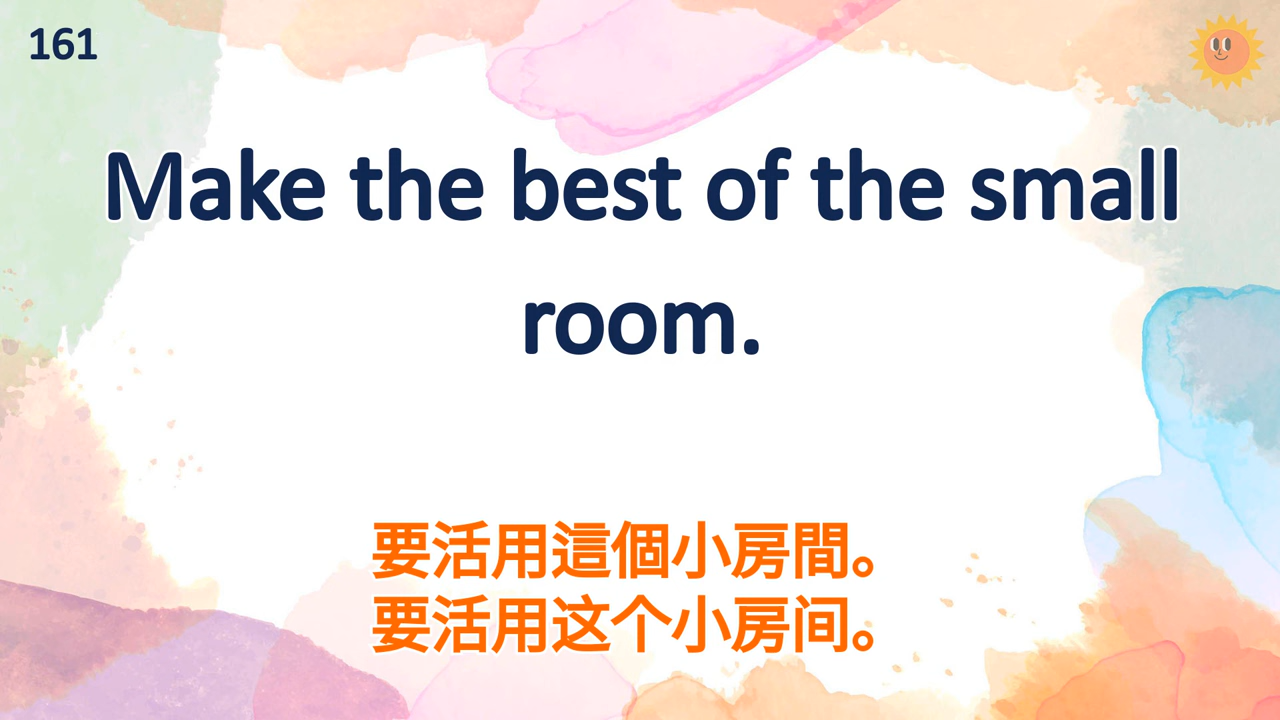 161
Make the best of the small
room.
要活用這個小房間。
要活用这个小房间。